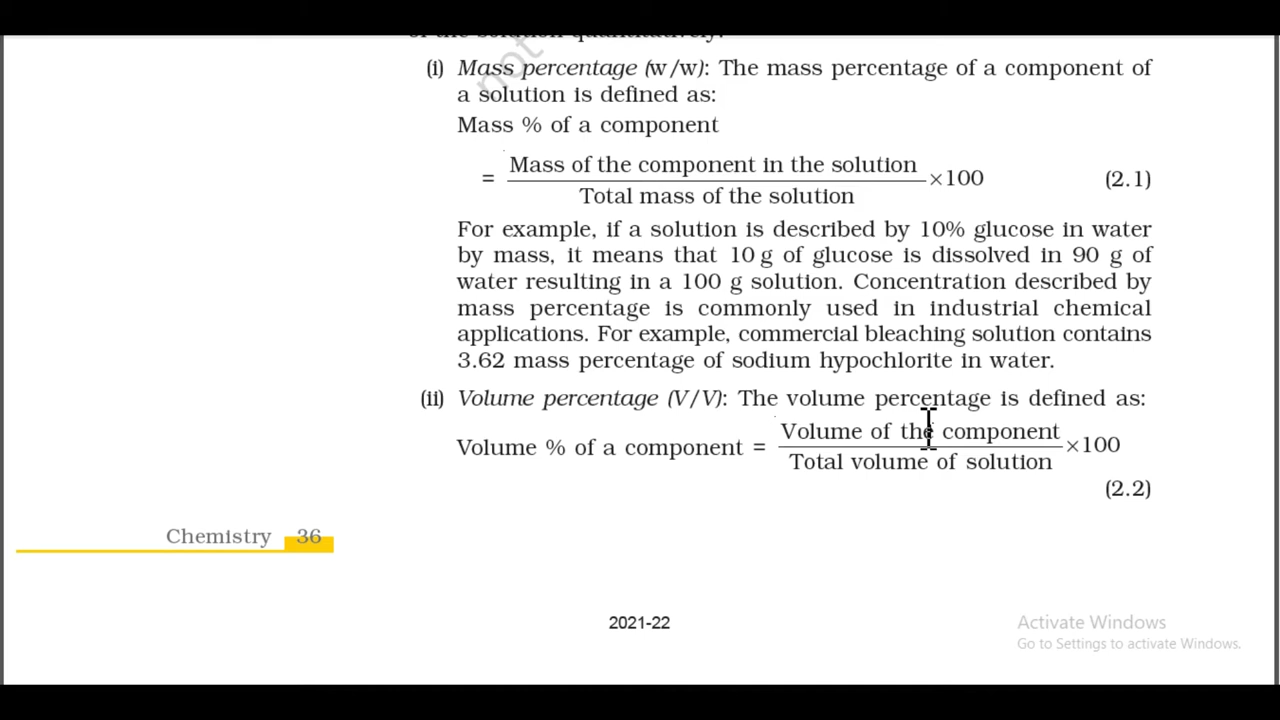 of the solution quantitatively.
not
(i) Mass percentage (w/w): The mass percentage of a component of
a solution is defined as:
Mass % of a component
= Mass of the component in the solution / Total mass of the solution ×100 (2.1)
For example, if a solution is described by 10% glucose in water
by mass, it means that 10 g of glucose is dissolved in 90 g of
water resulting in a 100 g solution. Concentration described by
mass percentage is commonly used in industrial chemical
applications. For example, commercial bleaching solution contains
3.62 mass percentage of sodium hypochlorite in water.
(ii) Volume percentage (V/V): The volume percentage is defined as:
Volume % of a component = Volume of the component / Total volume of solution ×100
(2.2)
Chemistry 36
2021-22
Activate Windows
Go to Settings to activate Windows.